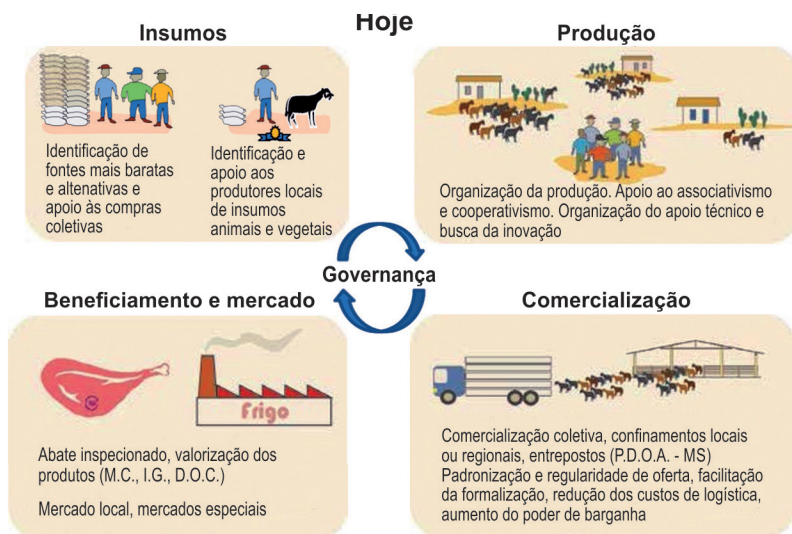 Hoje
Insumos
Identificação de
fontes mais baratas
e altenativas e
apoio às compras
coletivas
Identificação e
apoio aos
produtores locais
de insumos
animais e vegetais
Produção
Organização da produção. Apoio ao associativismo
e cooperativismo. Organização do apoio técnico e
busca da inovação
Governança
Beneficiamento e mercado
Frigo
Abate inspecionado, valorização dos
produtos (M.C., I.G., D.O.C.)
Mercado local, mercados especiais
Comercialização
Comercialização coletiva, confinamentos locais
ou regionais, entrepostos (P.D.O.A. - MS)
Padronização e regularidade de oferta, facilitação
da formalização, redução dos custos de logística,
aumento do poder de barganha